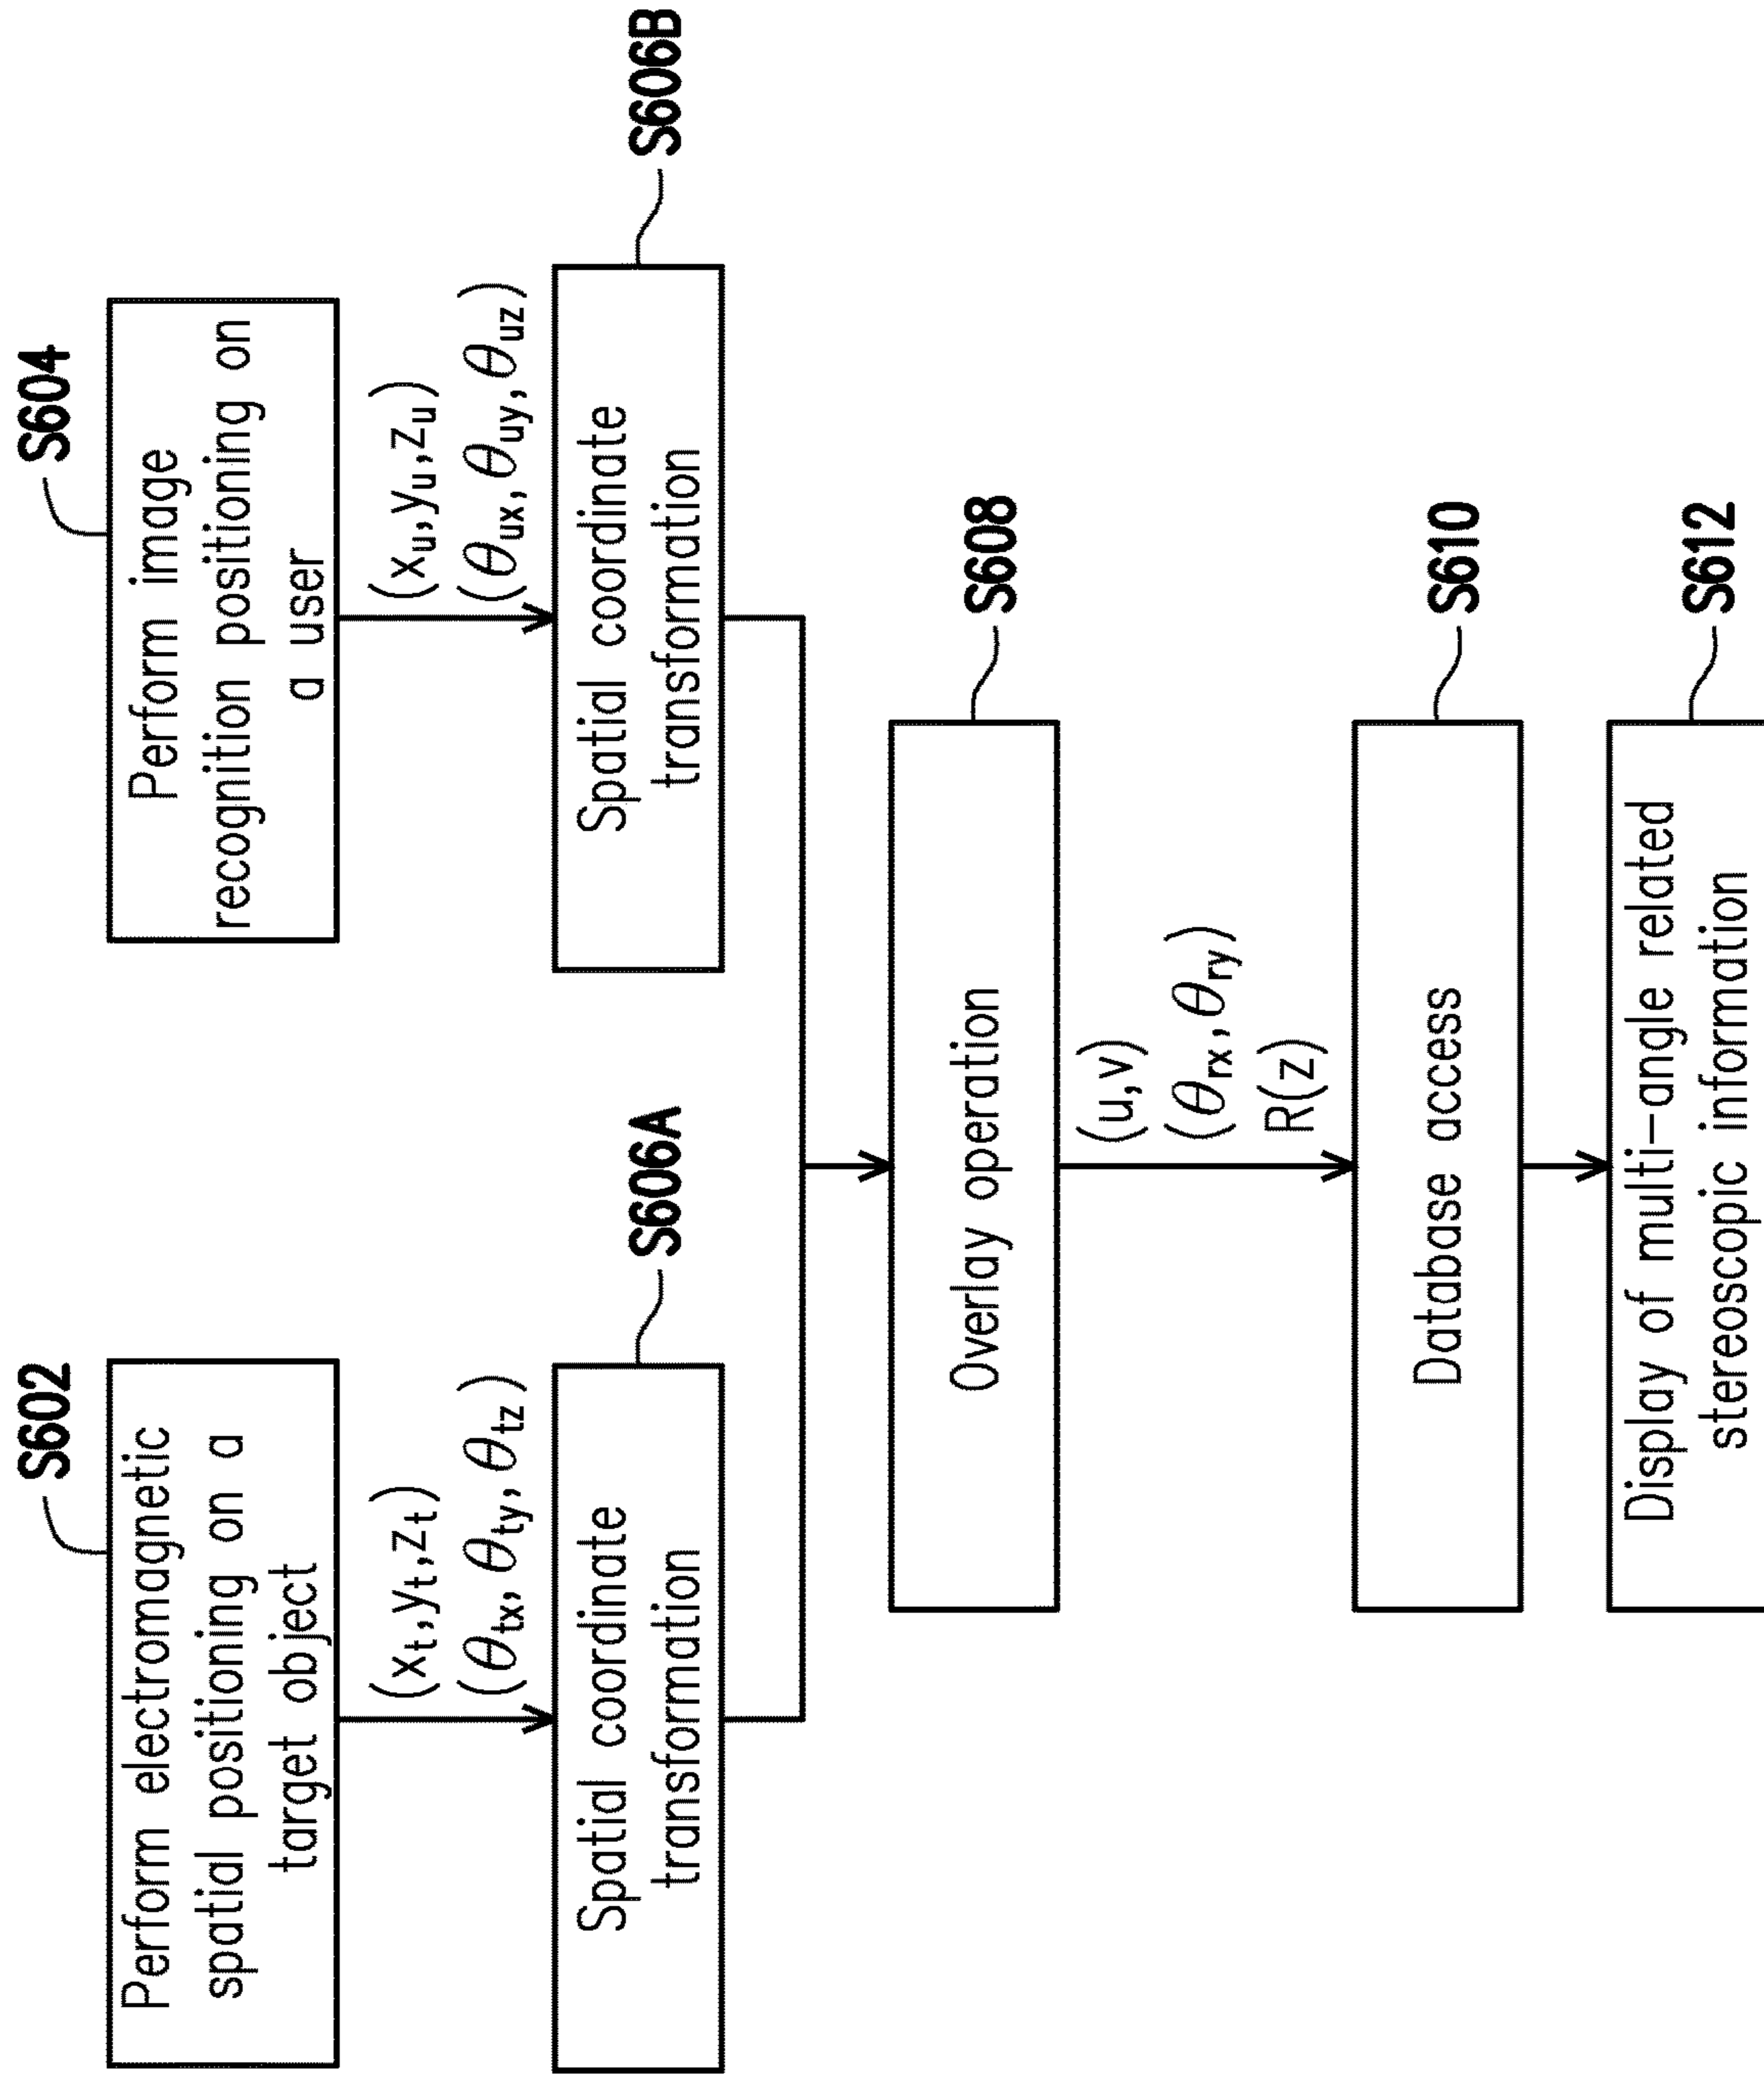 S602
Perform electromagnetic
spatial positioning on a
target object
(xₜ,yₜ,zₜ)
(θtx,θty,θtz)
S606A
Spatial coordinate
transformation
S604
Perform image
recognition positioning on
a user
(xu,yu,zu)
(θux,θuy,θuz)
S606B
Spatial coordinate
transformation
S608
Overlay operation
(u,v)
(θrx,θry)
R(z)
S610
Database access
S612
Display of multi-angle related
stereoscopic information